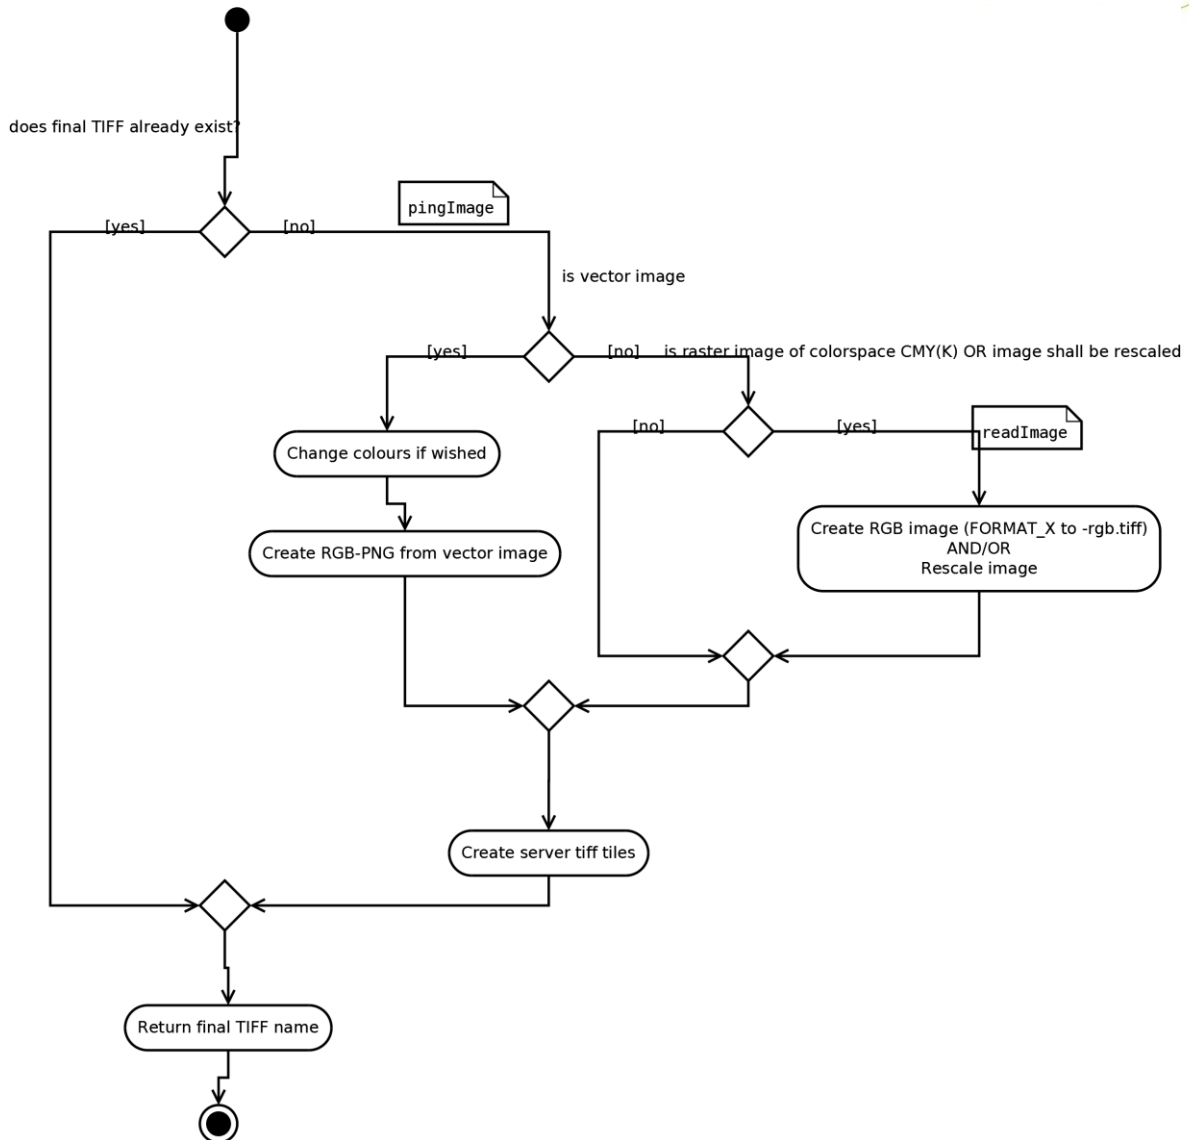 does final TIFF already exist?
pingImage
[yes]
[no]
is vector image
[yes]
[no]
is raster image of colorspace CMY(K) OR image shall be rescaled
[no]
[yes]
readImage
Change colours if wished
Create RGB image (FORMAT_X to -rgb.tiff)
AND/OR
Rescale image
Create RGB-PNG from vector image
Create server tiff tiles
Return final TIFF name